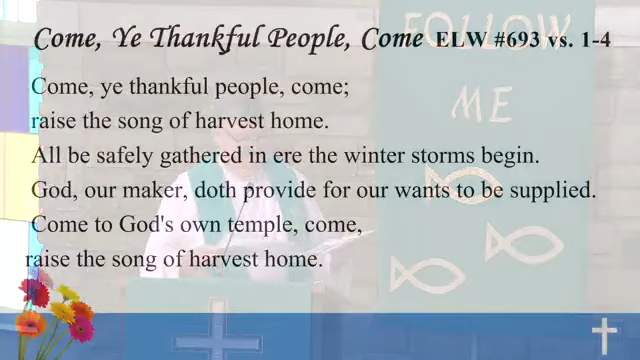 Come, Ye Thankful People, Come ELW #693 vs. 1-4
FOLLOW
ME
Come, ye thankful people, come;
raise the song of harvest home.
All be safely gathered in ere the winter storms begin.
God, our maker, doth provide for our wants to be supplied.
Come to God's own temple, come,
raise the song of harvest home.